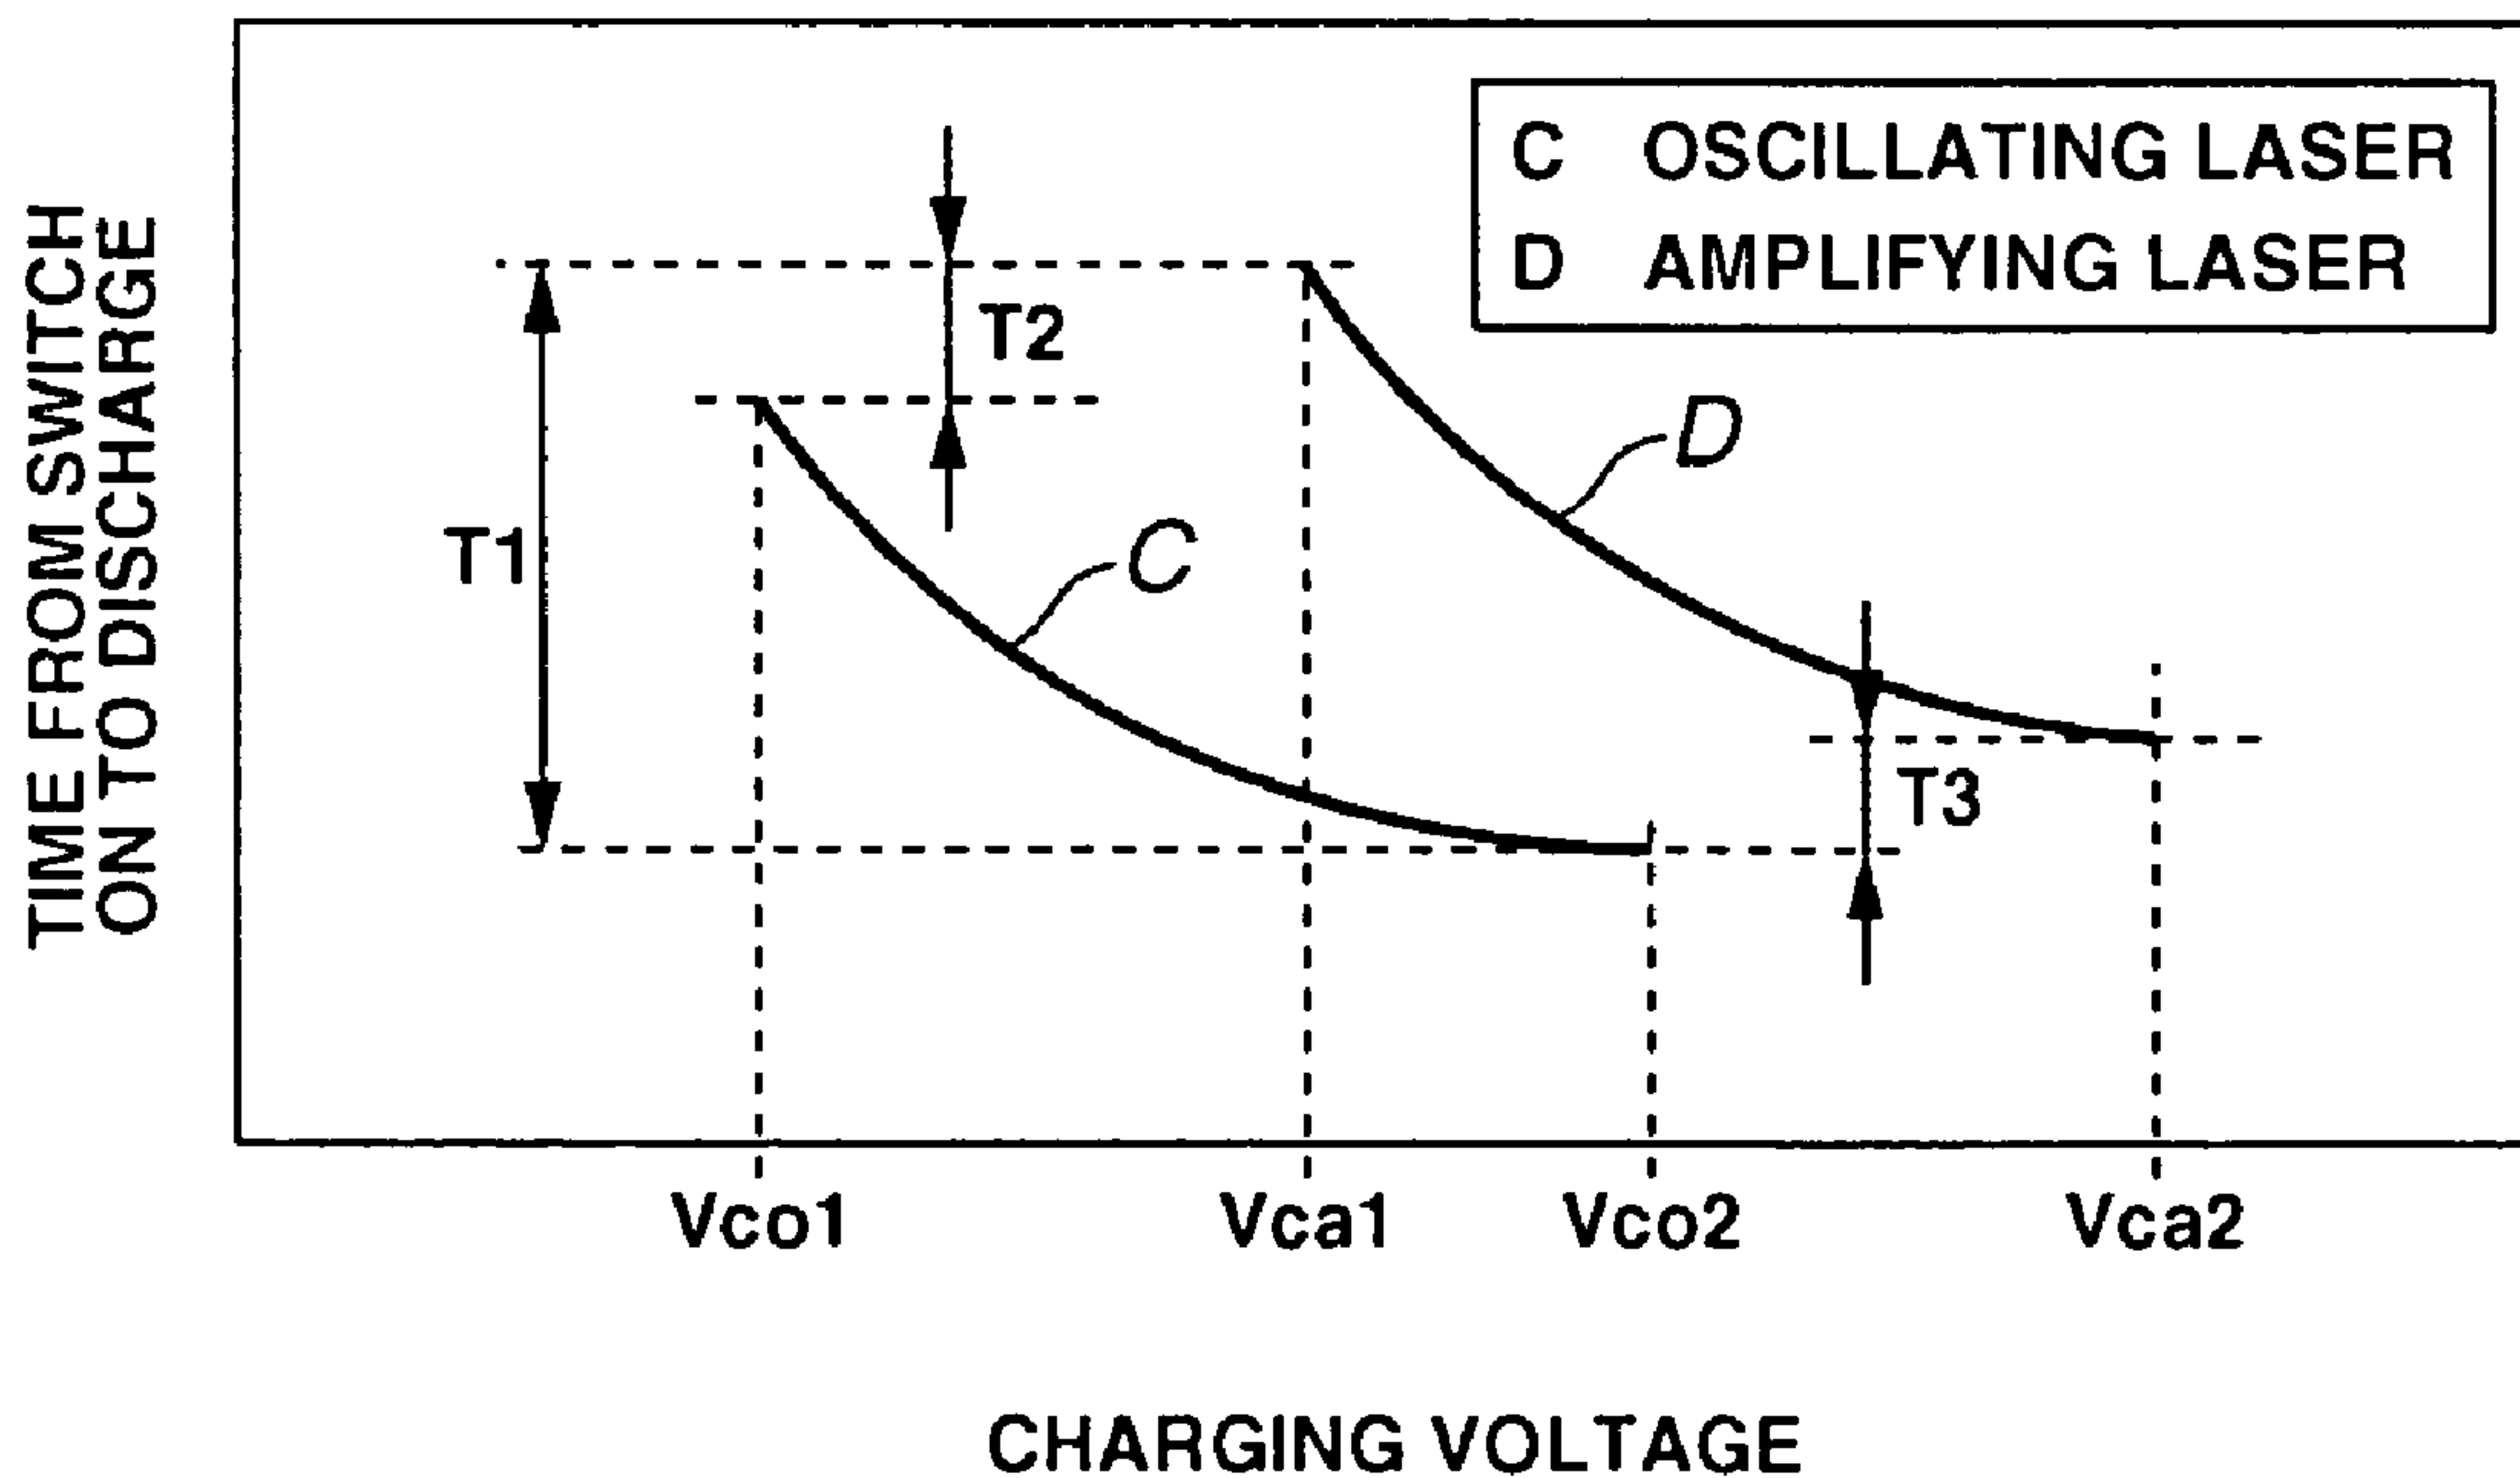 TIME FROM SWITCH
ON TO DISCHARGE
C OSCILLATING LASER
D AMPLIFYING LASER
T2
D
T1
C
T3
Vco1 Vca1 Vco2 Vca2
CHARGING VOLTAGE